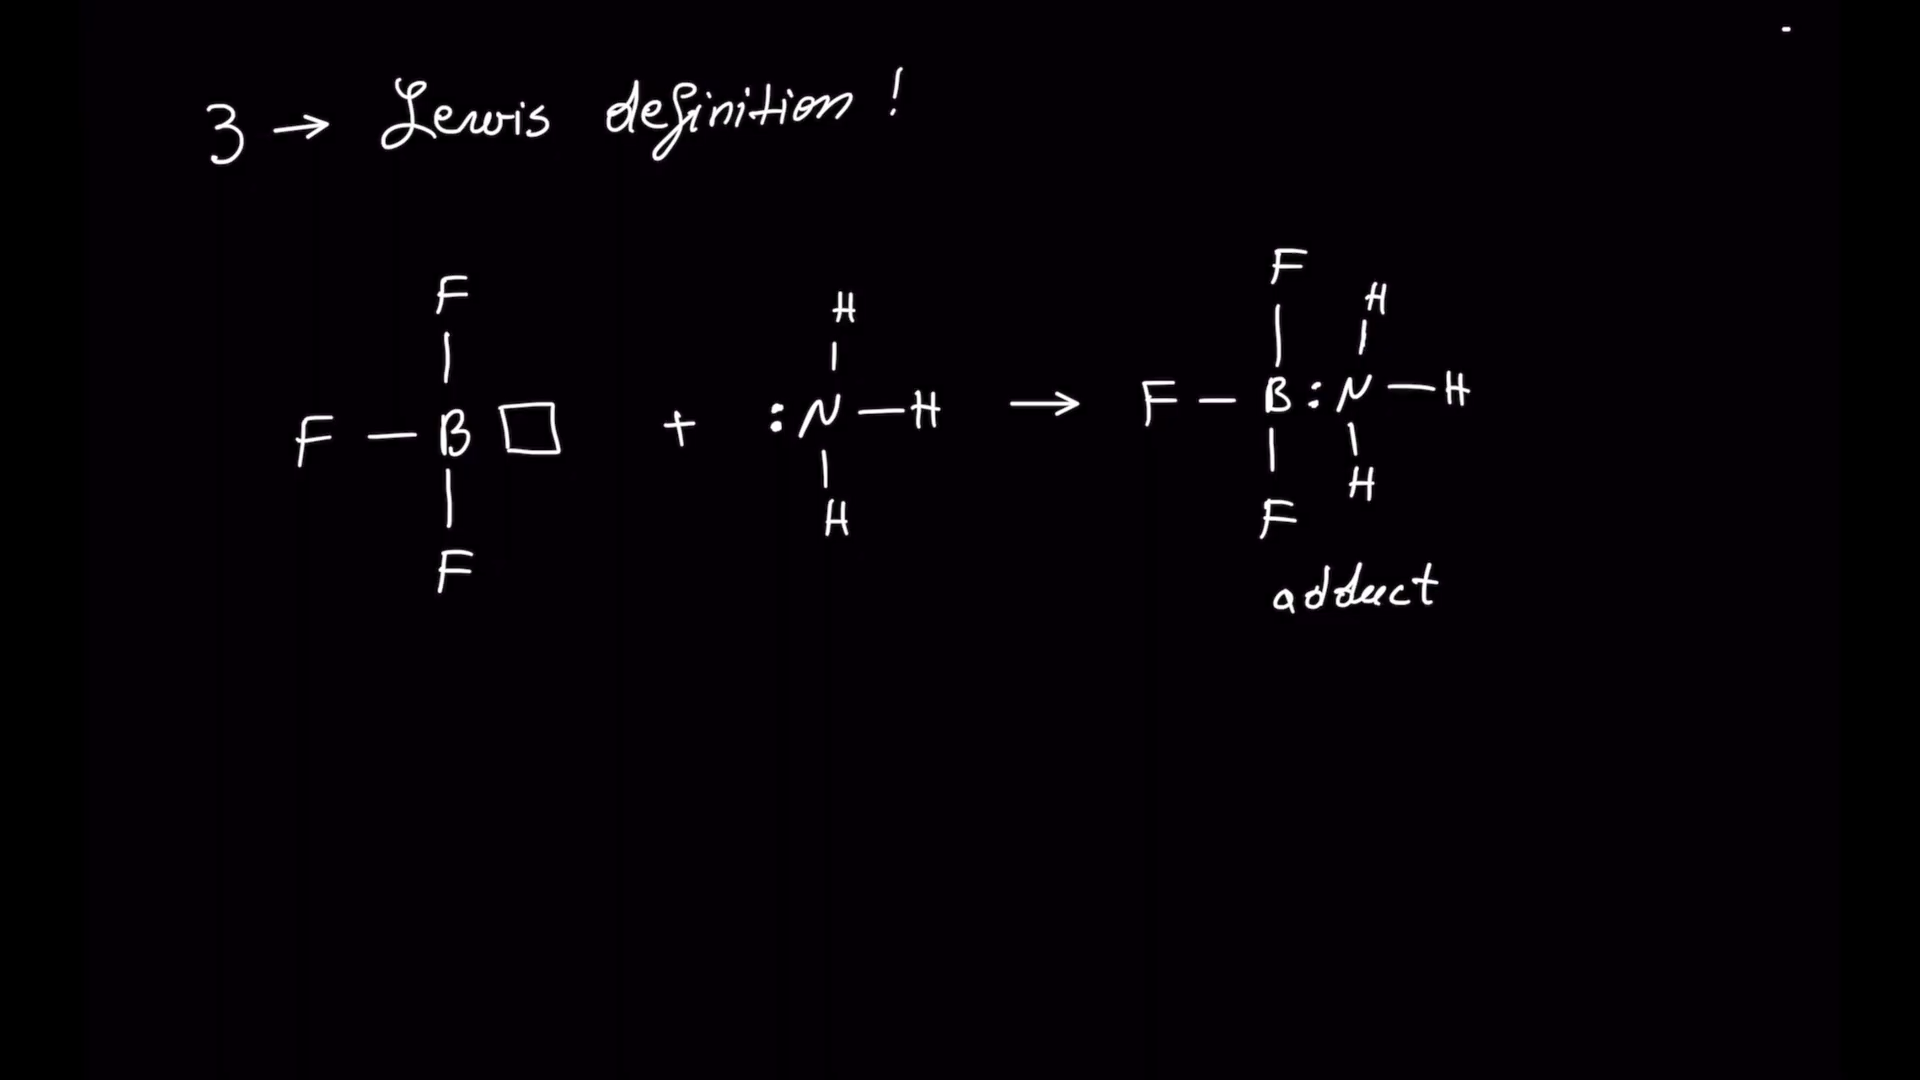 3 → Lewis definition!
F F
H H
F — B □ + :N — H → F — B:N — H
H H
F F
adduct